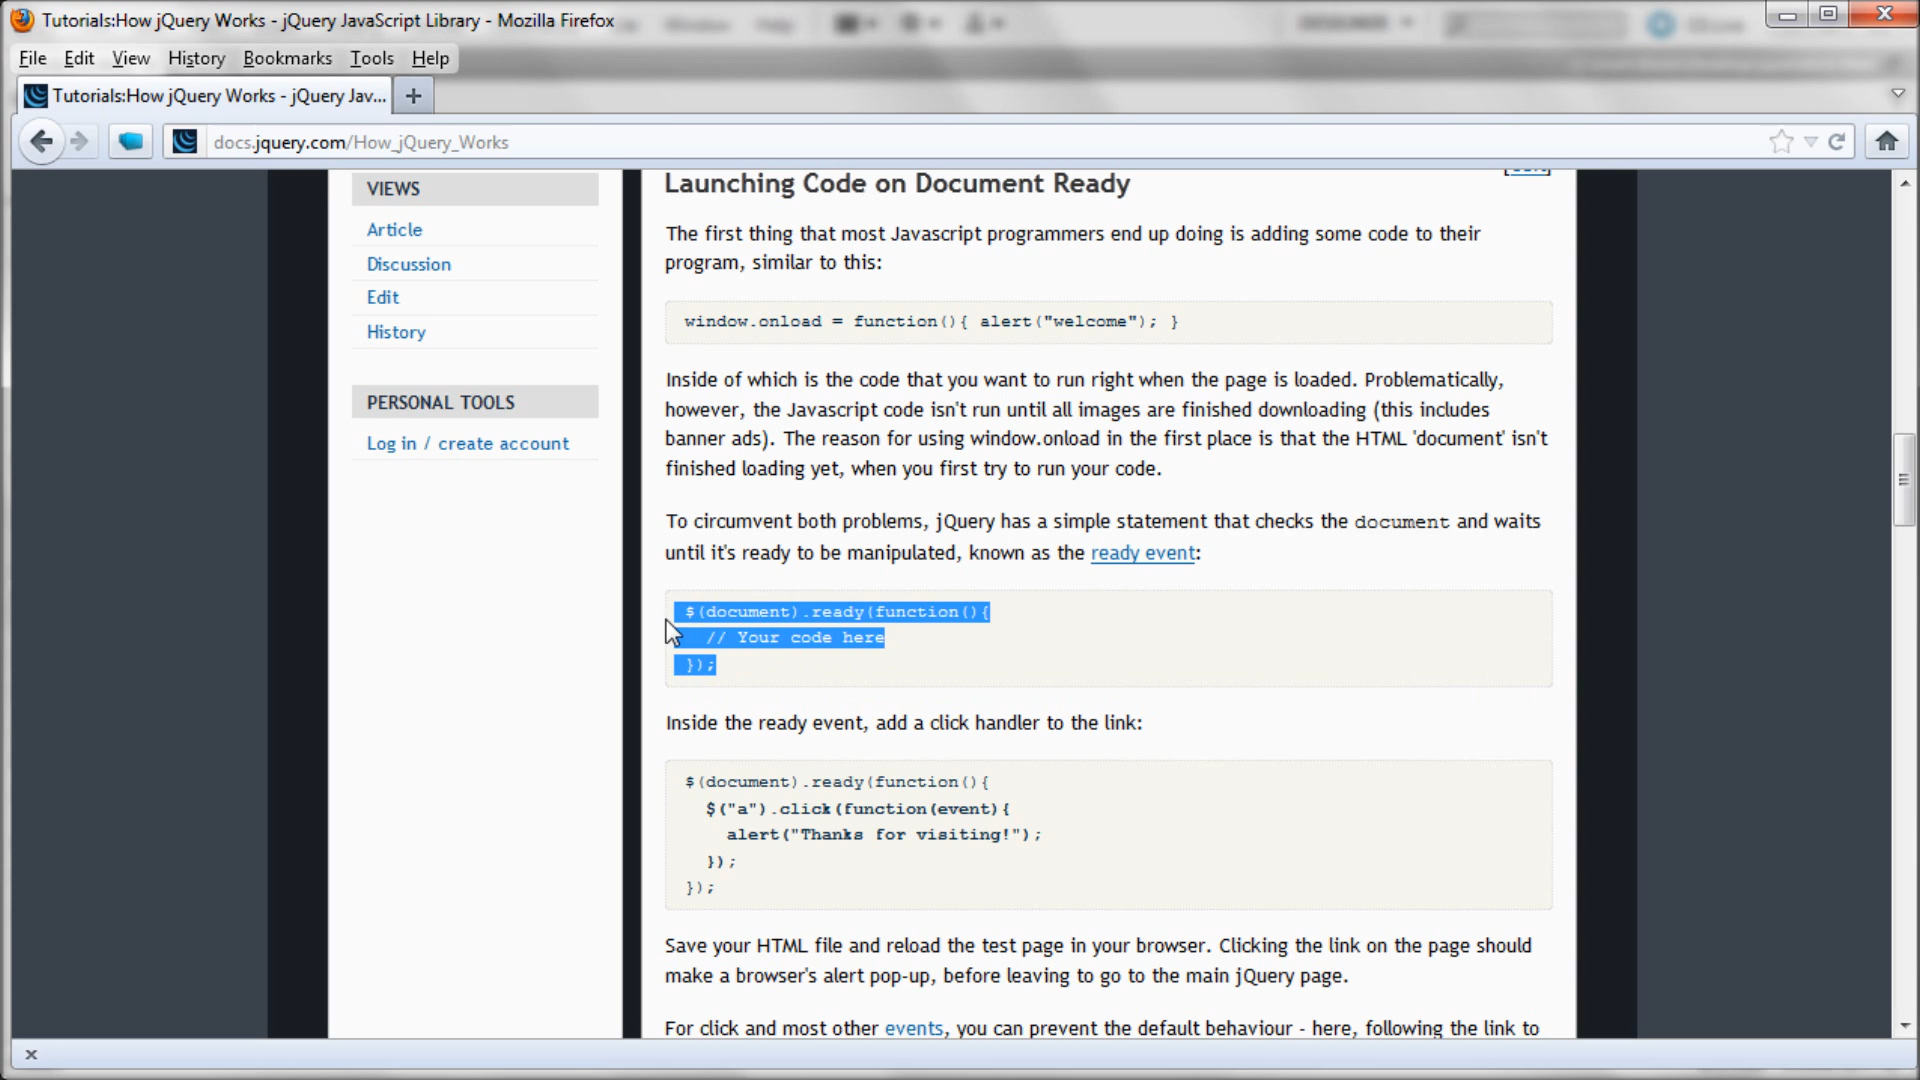 Tutorials:How jQuery Works - jQuery JavaScript Library - Mozilla Firefox
File Edit View History Bookmarks Tools Help
Tutorials:How jQuery Works - jQuery Jav...
docs.jquery.com/How_jQuery_Works
VIEWS
Article
Discussion
Edit
History
PERSONAL TOOLS
Log in / create account
Launching Code on Document Ready
The first thing that most Javascript programmers end up doing is adding some code to their
program, similar to this:
window.onload = function(){ alert("welcome"); }
Inside of which is the code that you want to run right when the page is loaded. Problematically,
however, the Javascript code isn't run until all images are finished downloading (this includes
banner ads). The reason for using window.onload in the first place is that the HTML 'document' isn't
finished loading yet, when you first try to run your code.
To circumvent both problems, jQuery has a simple statement that checks the document and waits
until it's ready to be manipulated, known as the ready event:
$(document).ready(function(){
// Your code here
});
Inside the ready event, add a click handler to the link:
$(document).ready(function(){
$("a").click(function(event){
alert("Thanks for visiting!");
});
});
Save your HTML file and reload the test page in your browser. Clicking the link on the page should
make a browser's alert pop-up, before leaving to go to the main jQuery page.
For click and most other events, you can prevent the default behaviour - here, following the link to